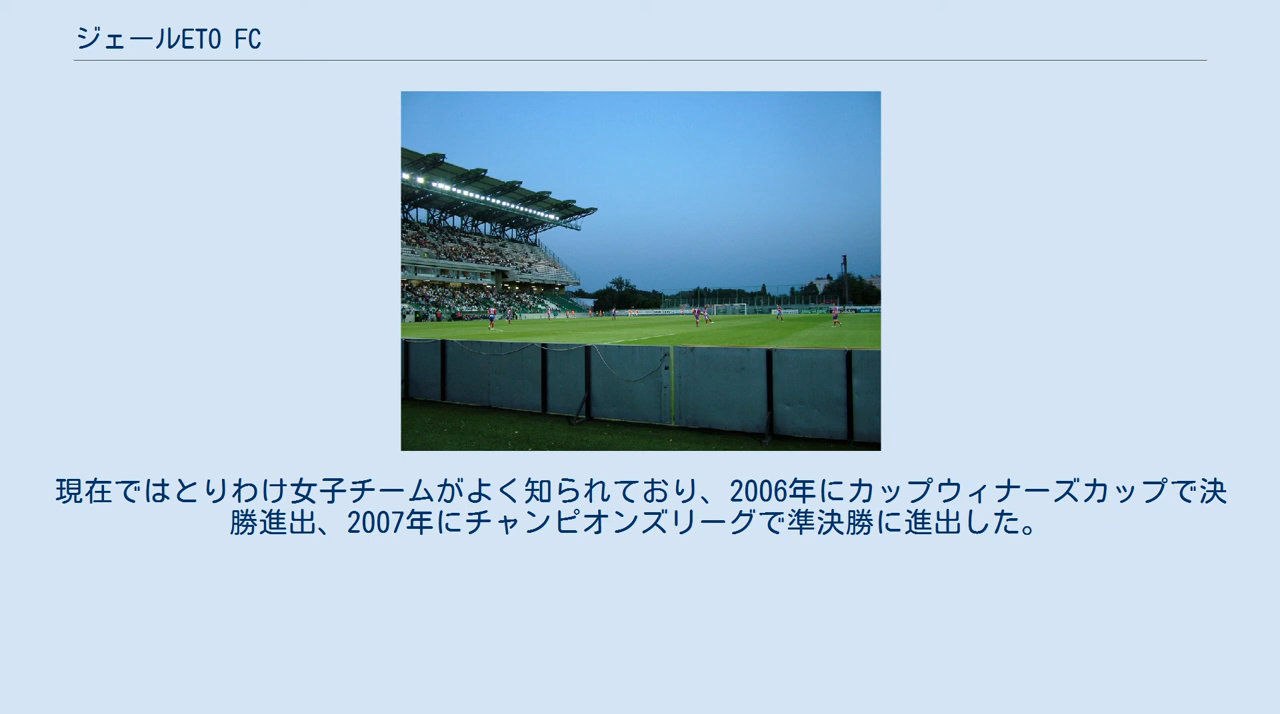 ジェールETO FC
現在ではとりわけ女子チームがよく知られており、2006年にカップウィナーズカップで決
勝進出、2007年にチャンピオンズリーグで準決勝に進出した。